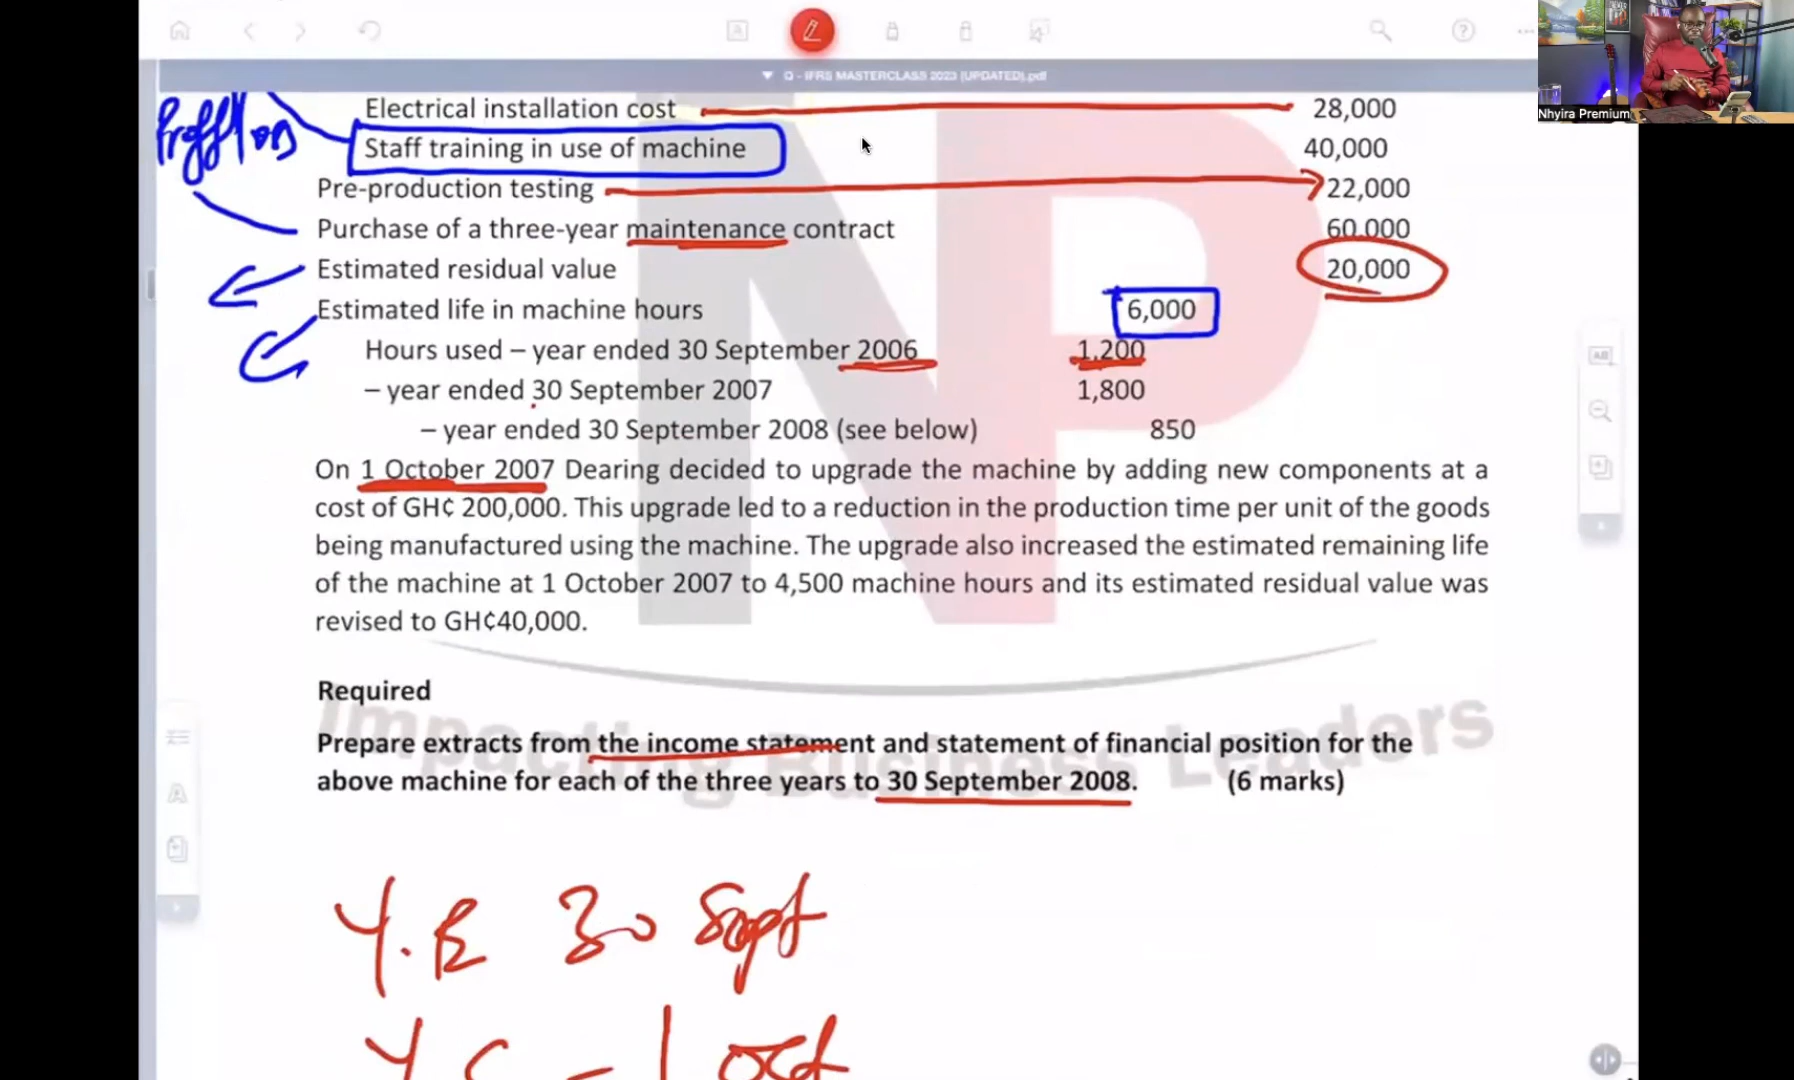 Q - IFRS MASTERCLASS 2023 (UPDATED).pdf
Nhyira Premium
Electrical installation cost 28,000
Staff training in use of machine 40,000
Pre-production testing 22,000
Purchase of a three-year maintenance contract 60,000
Estimated residual value 20,000
Estimated life in machine hours 6,000
Hours used – year ended 30 September 2006 1,200
– year ended 30 September 2007 1,800
– year ended 30 September 2008 (see below) 850
On 1 October 2007 Dearing decided to upgrade the machine by adding new components at a
cost of GH₵ 200,000. This upgrade led to a reduction in the production time per unit of the goods
being manufactured using the machine. The upgrade also increased the estimated remaining life
of the machine at 1 October 2007 to 4,500 machine hours and its estimated residual value was
revised to GH₵40,000.
Required
Prepare extracts from the income statement and statement of financial position for the
above machine for each of the three years to 30 September 2008. (6 marks)
Impacting Business Leaders
Y.E 30 Sept